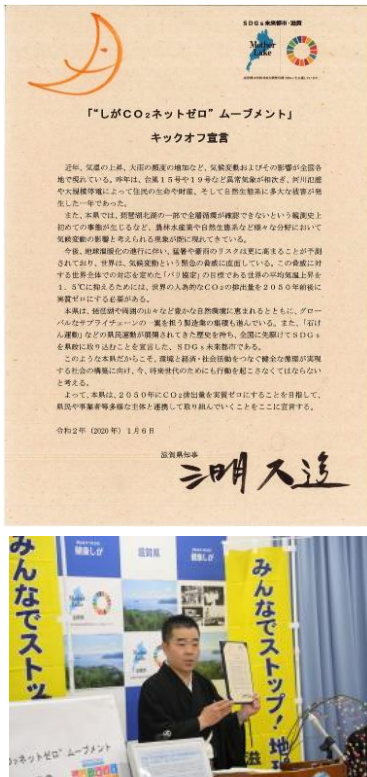 SDGs未来都市・滋賀
Mother
Lake
「“しがCO₂ネットゼロ”ムーブメント」
キックオフ宣言
近年、気温の上昇、大雨の頻度の増加など、気候変動およびその影響が全国各
地で現れている。昨年は、台風15号や19号など異常気象が相次ぎ、河川氾濫
や大規模停電によって住民の生命や財産、そして自然生態系に多大な被害が発
生した一年であった。
また、本県では、琵琶湖北湖の一部で全層循環が確認できないという観測史上
初めての事態が生じるなど、農林水産業や自然生態系など様々な分野において
気候変動の影響と考えられる現象が既に現れてきている。
今後、地球温暖化の進行に伴い、猛暑や豪雨のリスクは更に高まることが予測
されており、世界は、気候変動という緊急の脅威に直面している。この脅威に対
する世界全体での対応を定めた「パリ協定」の目標である世界の平均気温上昇を
1.5℃に抑えるためには、世界の人為的なCO₂の排出量を2050年前後に
実質ゼロにする必要がある。
本県は、琵琶湖や周囲の山々など豊かな自然環境に恵まれるとともに、グロー
バルなサプライチェーンの一翼を担う製造業の集積も進んでいる。また、「石け
ん運動」などの県民運動が展開されてきた歴史を持ち、全国に先駆けてSDGs
を県政に取り込むことを宣言した、SDGs未来都市である。
このような本県だからこそ、環境と経済・社会活動をつなぐ健全な循環が実現
する社会の構築に向け、今、将来世代のためにも行動を起こさなくてはならない
と考える。
よって、本県は、2050年にCO₂排出量を実質ゼロにすることを目指して、
県民や事業者等多様な主体と連携して取り組んでいくことをここに宣言する。
令和2年(2020年)1月6日
滋賀県知事
三日月大造
健康しが
滋賀県
健康しが
みんなでストッ
みんなでストップ!地
滋
O₂ネットゼロ”ムーブメント